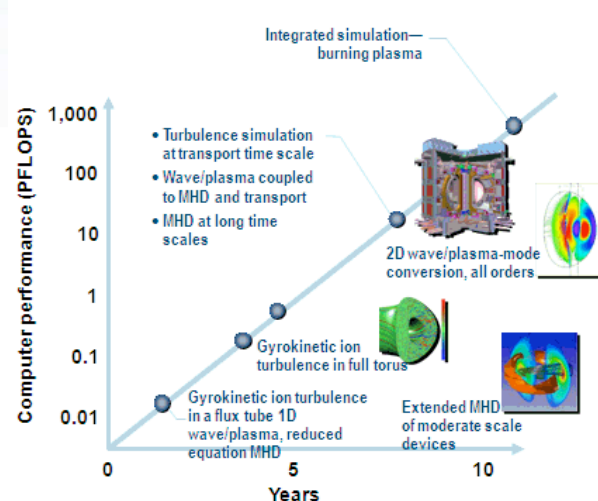 Integrated simulation—
burning plasma
Computer performance (PFLOPS)
1,000
100
10
1
0.1
0.01
• Turbulence simulation
at transport time scale
• Wave/plasma coupled
to MHD and transport
• MHD at long time
scales
2D wave/plasma-mode
conversion, all orders
Gyrokinetic ion
turbulence in full torus
Gyrokinetic ion turbulence
in a flux tube 1D
wave/plasma, reduced
equation MHD
Extended MHD
of moderate scale
devices
0
5
10
Years